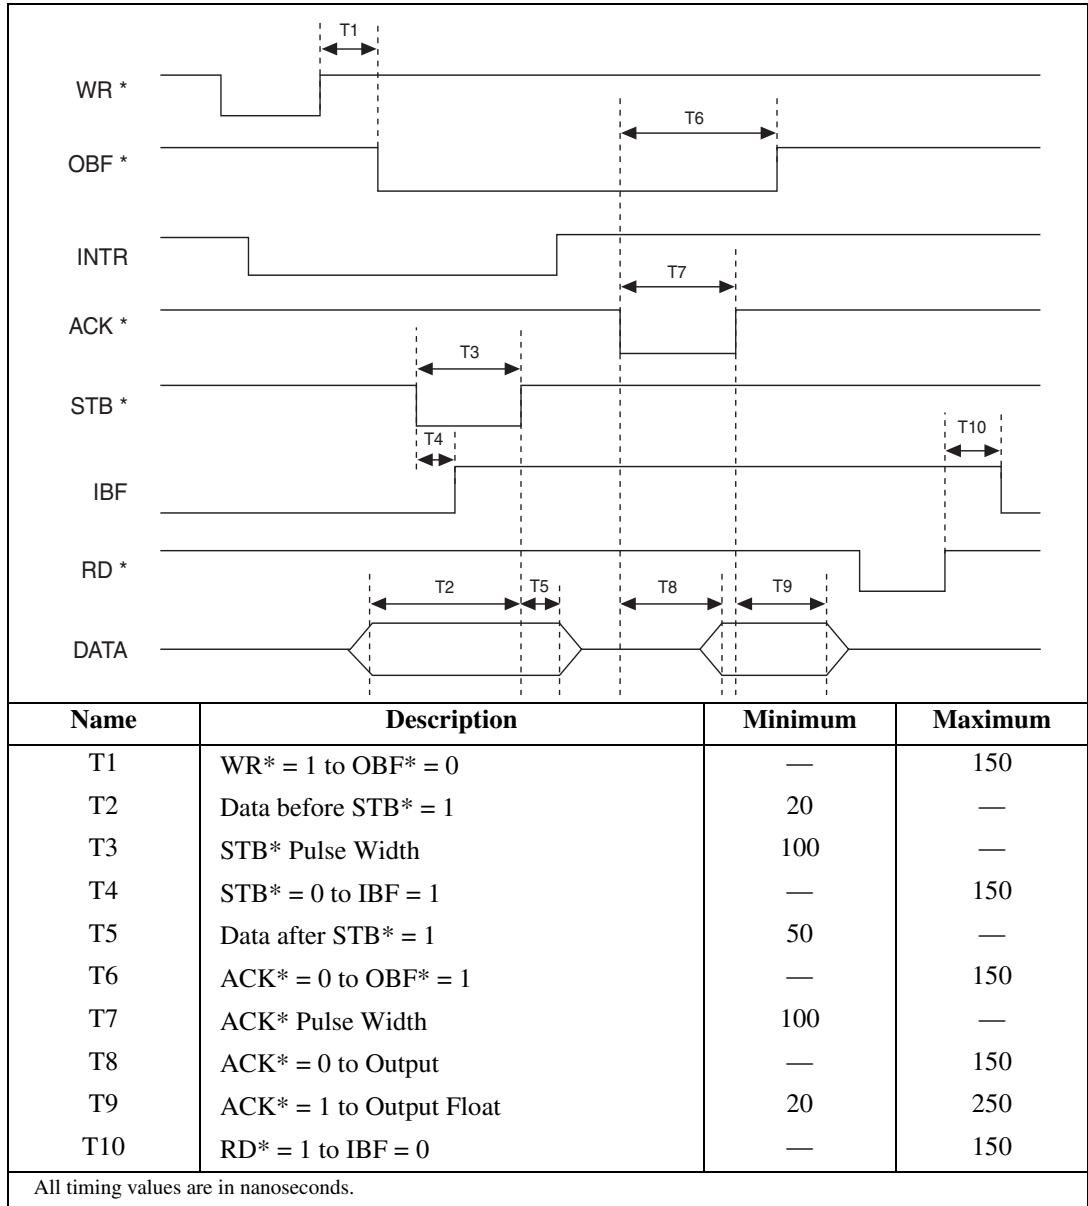 T1
WR *
T6
OBF *
INTR
T7
ACK *
T3
STB *
T4
T10
IBF
RD *
T2 T5 T8 T9
DATA
Name Description Minimum Maximum
T1 WR* = 1 to OBF* = 0 — 150
T2 Data before STB* = 1 20 —
T3 STB* Pulse Width 100 —
T4 STB* = 0 to IBF = 1 — 150
T5 Data after STB* = 1 50 —
T6 ACK* = 0 to OBF* = 1 — 150
T7 ACK* Pulse Width 100 —
T8 ACK* = 0 to Output — 150
T9 ACK* = 1 to Output Float 20 250
T10 RD* = 1 to IBF = 0 — 150
All timing values are in nanoseconds.